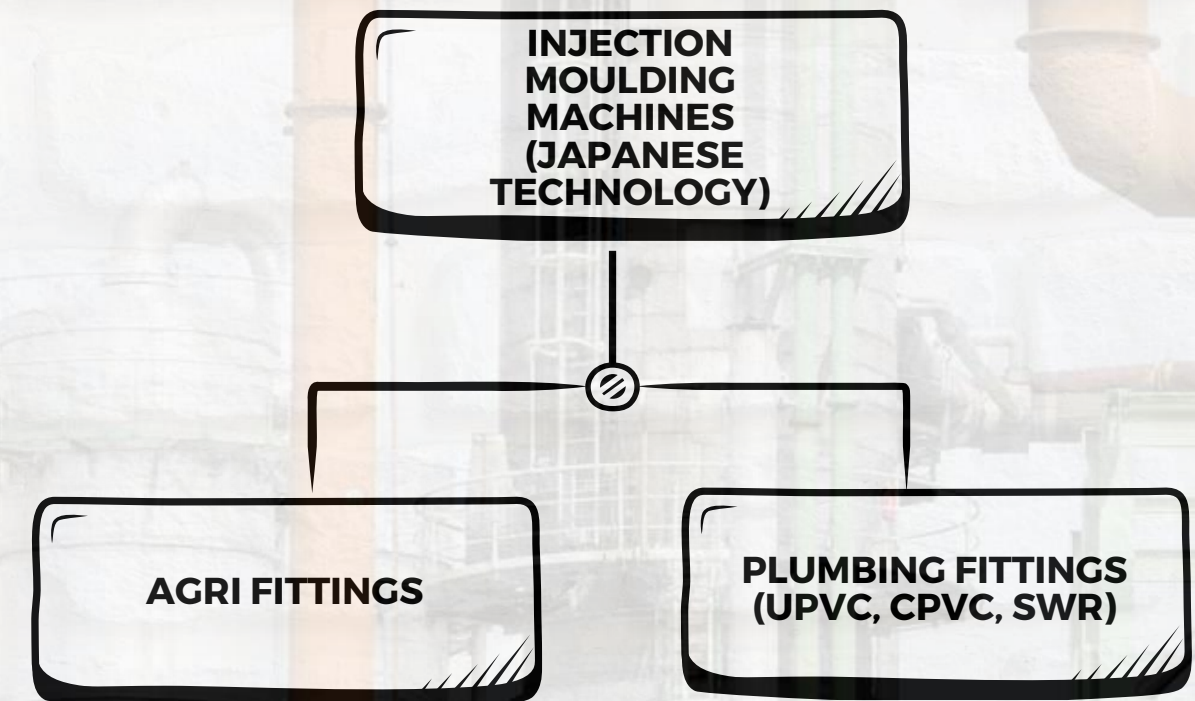 INJECTION
MOULDING
MACHINES
(JAPANESE
TECHNOLOGY)
AGRI FITTINGS
PLUMBING FITTINGS
(UPVC, CPVC, SWR)